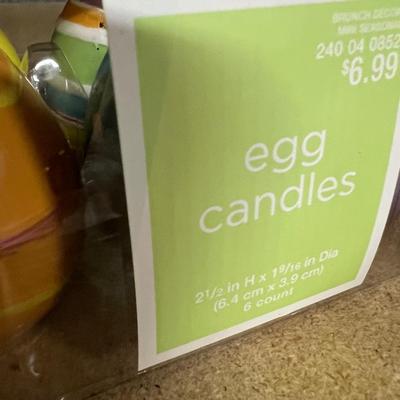 BRUNCH DECOR
MINI SEASONAL
240 04 0852
$6.99
egg
candles
2 1/2 in H x 1 9/16 in Dia
(6.4 cm x 3.9 cm)
6 count